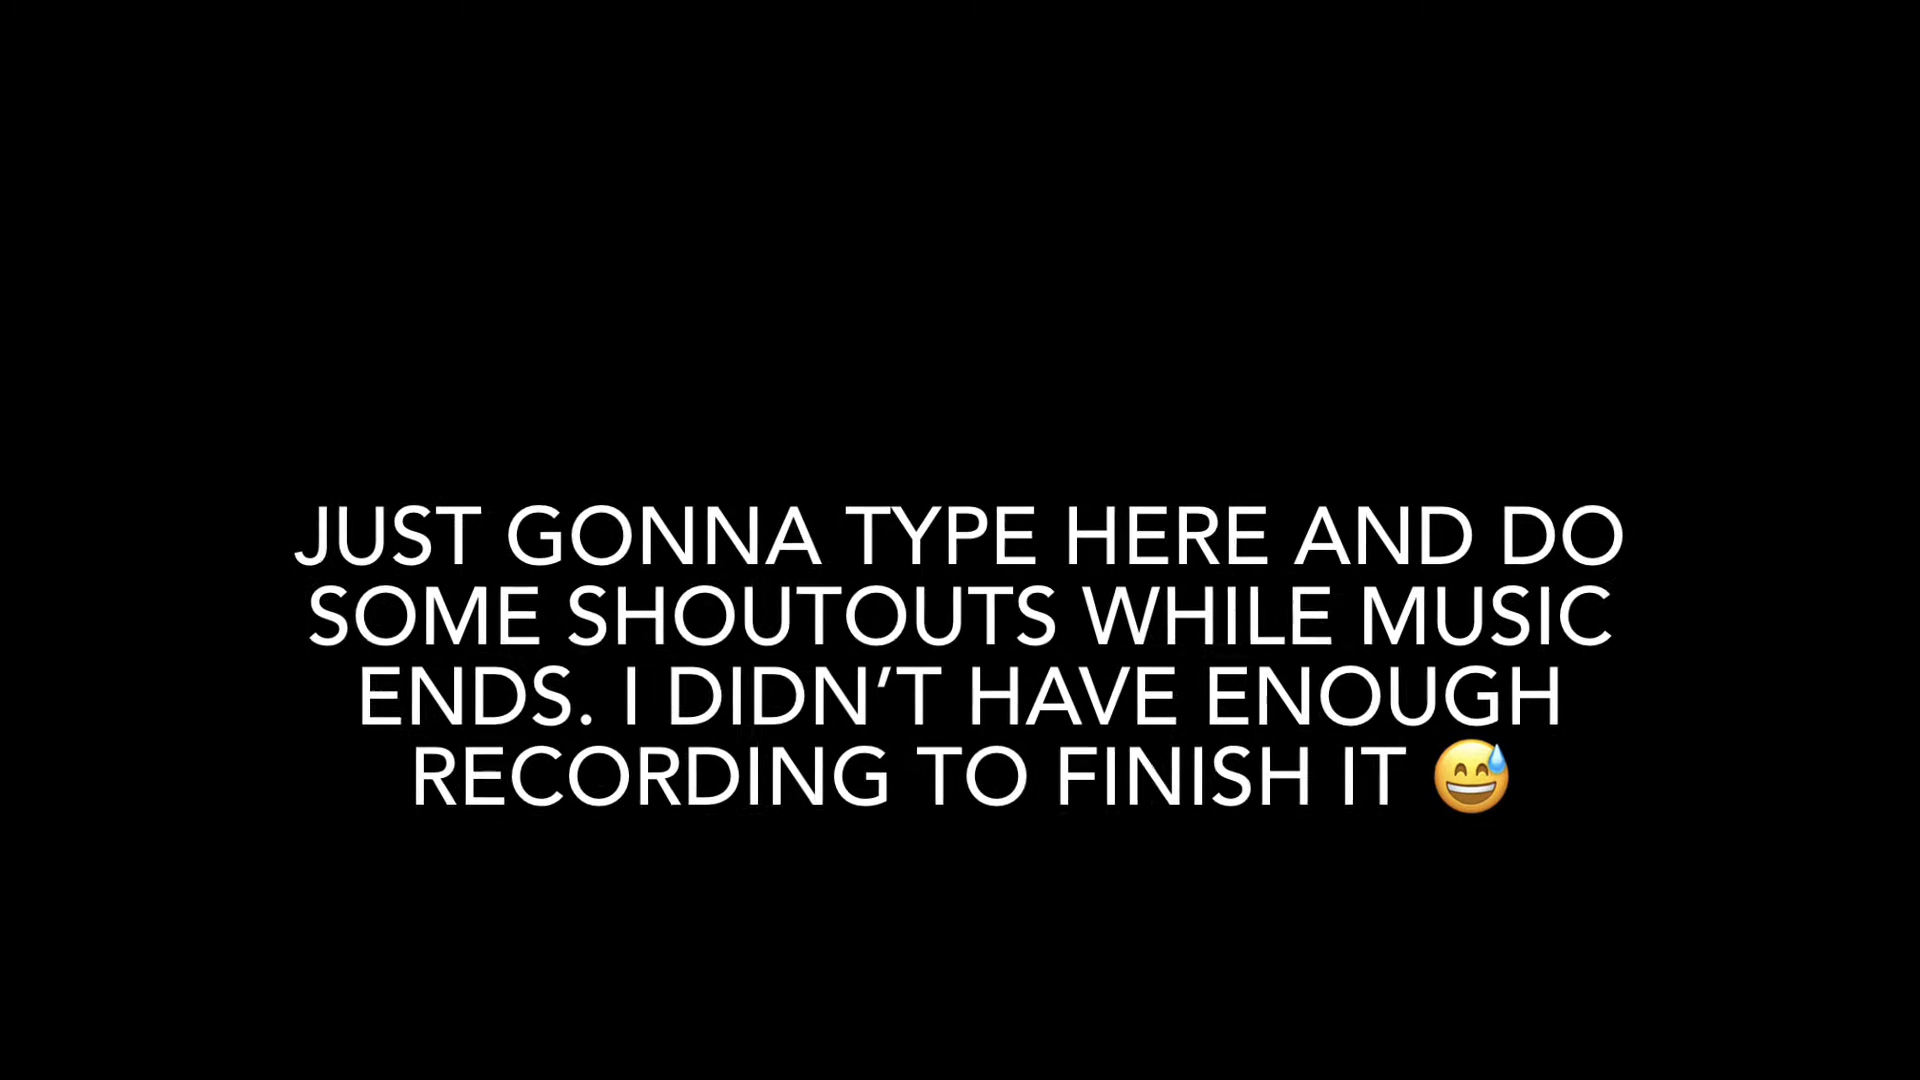 JUST GONNA TYPE HERE AND DO
SOME SHOUTOUTS WHILE MUSIC
ENDS. I DIDN’T HAVE ENOUGH
RECORDING TO FINISH IT 😅